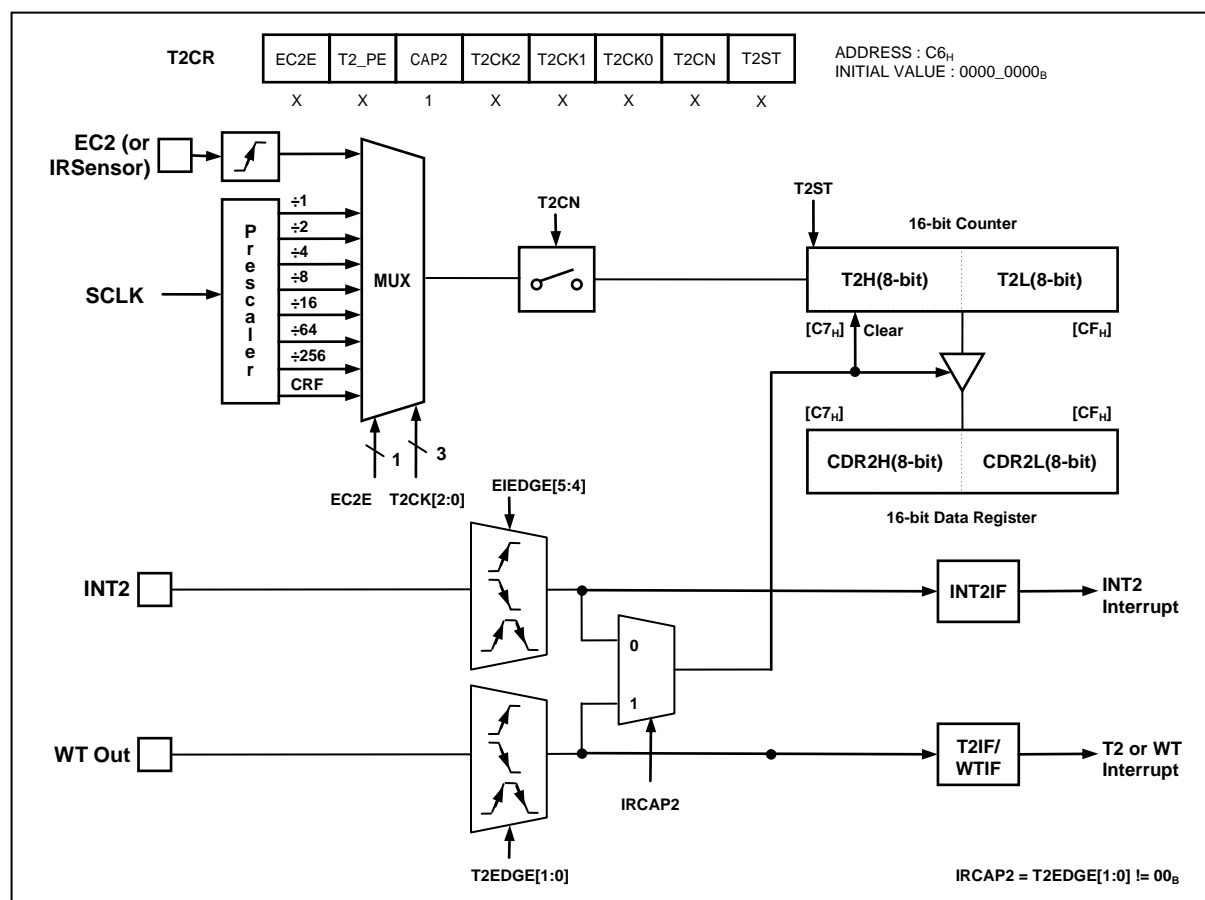 T2CR EC2E T2_PE CAP2 T2CK2 T2CK1 T2CK0 T2CN T2ST
ADDRESS : C6H
INITIAL VALUE : 0000_0000B
X X 1 X X X X X
EC2 (or
IRSensor)
SCLK
Prescaler
÷1
÷2
÷4
÷8
÷16
÷64
÷256
CRF
MUX
1
3
EC2E T2CK[2:0]
T2CN
T2ST
16-bit Counter
T2H(8-bit) T2L(8-bit)
[C7H] Clear [CFH]
[C7H] [CFH]
CDR2H(8-bit) CDR2L(8-bit)
16-bit Data Register
EIEDGE[5:4]
INT2
0
1
IRCAP2
INT2IF
INT2
Interrupt
WT Out
T2EDGE[1:0]
T2IF/
WTIF
T2 or WT
Interrupt
IRCAP2 = T2EDGE[1:0] != 00B